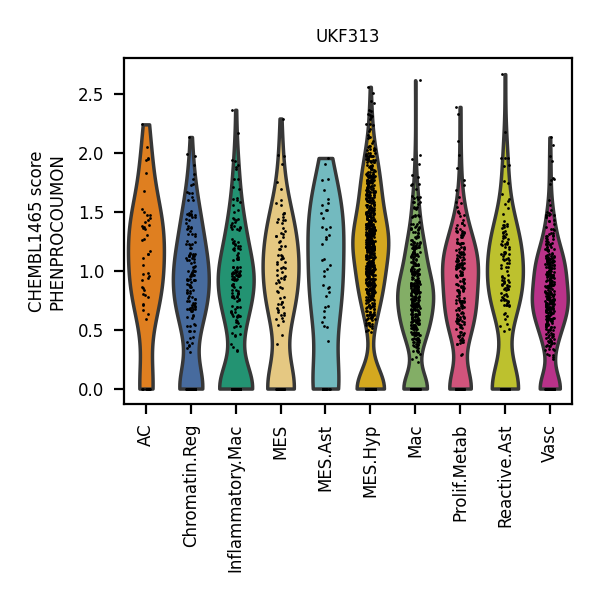 UKF313
CHEMBL1465 score
PHENPROCOUMON
2.5
2.0
1.5
1.0
0.5
0.0
AC
Chromatin.Reg
Inflammatory.Mac
MES
MES.Ast
MES.Hyp
Mac
Prolif.Metab
Reactive.Ast
Vasc